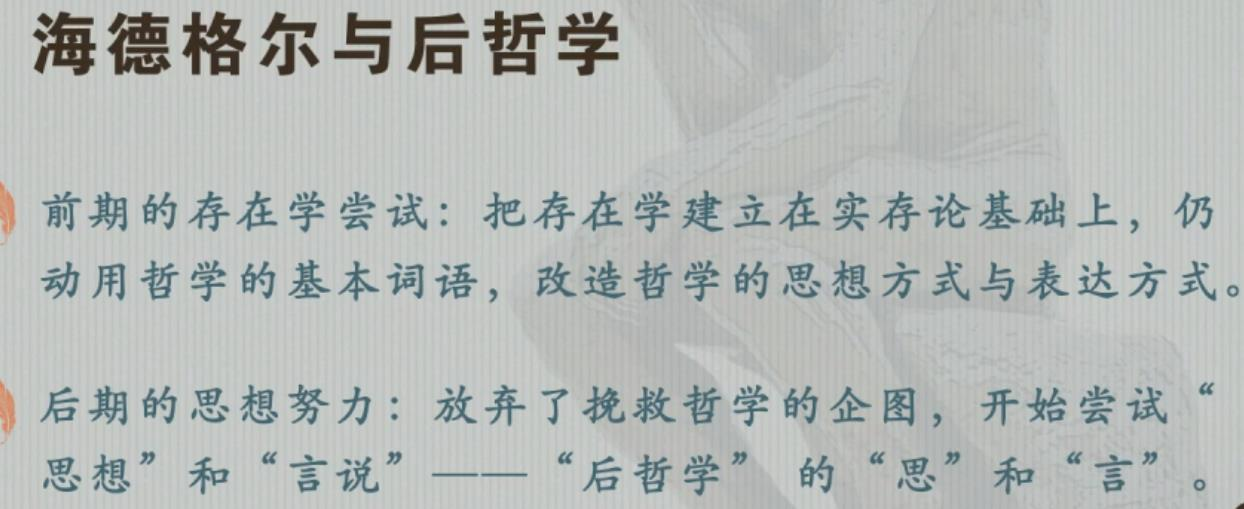 海德格尔与后哲学
前期的存在学尝试：把存在学建立在实存论基础上，仍
动用哲学的基本词语，改造哲学的思想方式与表达方式。
后期的思想努力：放弃了挽救哲学的企图，开始尝试“
思想”和“言说”——“后哲学” 的“思”和“言”。